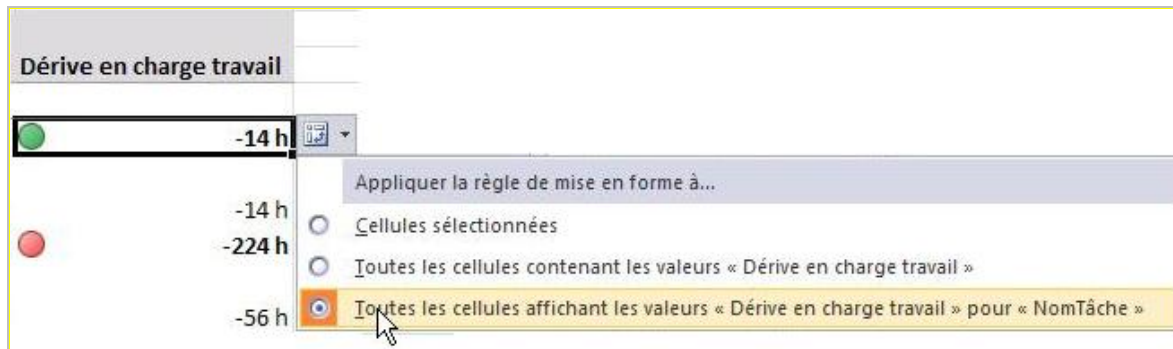 Dérive en charge travail
-14 h
Appliquer la règle de mise en forme à...
-14 h
Cellules sélectionnées
-224 h
Toutes les cellules contenant les valeurs « Dérive en charge travail »
-56 h
Toutes les cellules affichant les valeurs « Dérive en charge travail » pour « NomTâche »